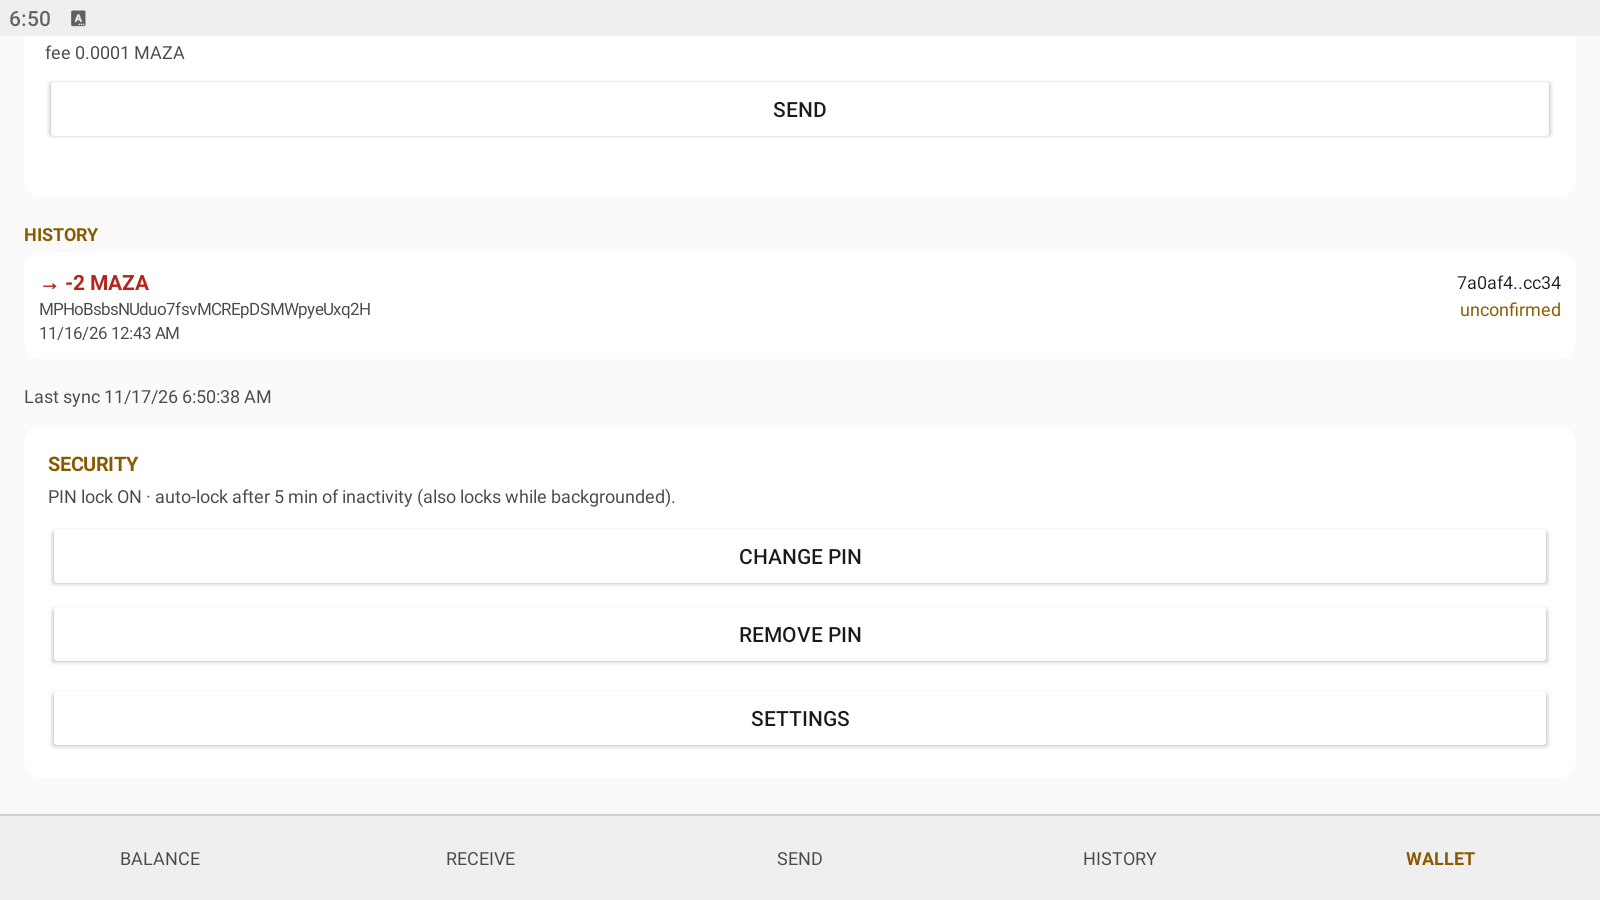 6:50
fee 0.0001 MAZA
SEND
HISTORY
→ -2 MAZA
7a0af4..cc34
MPHoBsbsNUduo7fsvMCREpDSMWpyeUxq2H
unconfirmed
11/16/26 12:43 AM
Last sync 11/17/26 6:50:38 AM
SECURITY
PIN lock ON · auto-lock after 5 min of inactivity (also locks while backgrounded).
CHANGE PIN
REMOVE PIN
SETTINGS
BALANCE RECEIVE SEND HISTORY WALLET